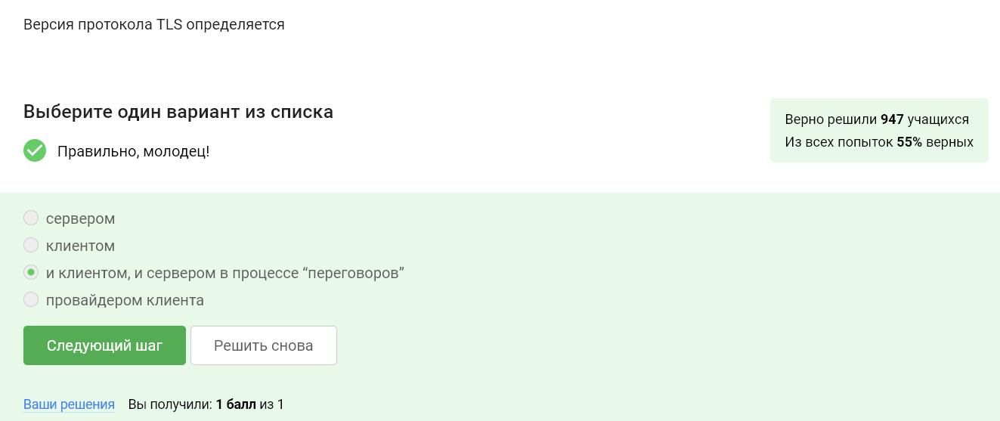 Версия протокола TLS определяется
Выберите один вариант из списка
Правильно, молодец!
Верно решили 947 учащихся
Из всех попыток 55% верных
сервером
клиентом
и клиентом, и сервером в процессе “переговоров”
провайдером клиента
Следующий шаг
Решить снова
Ваши решения Вы получили: 1 балл из 1